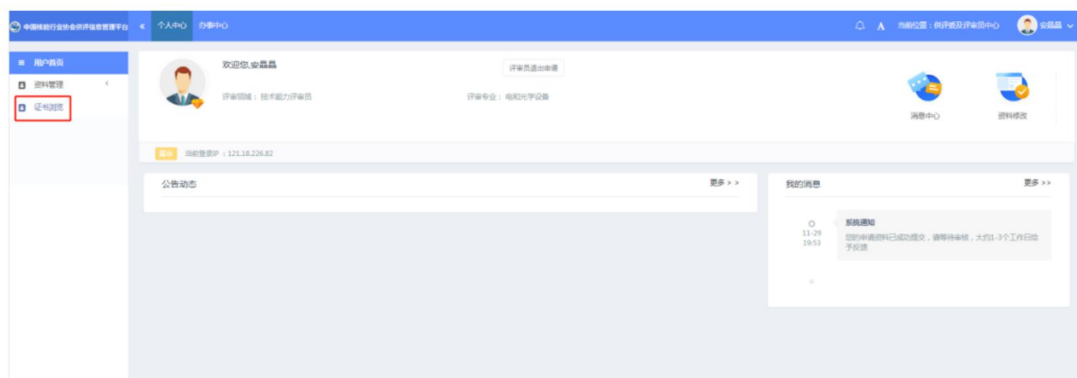 中国核能行业协会供评信息管理平台
« 个人中心 办事中心
A 当前位置：供评班及评审员中心 安晶晶
用户首页
资料管理 <
证书浏览
欢迎您,安晶晶
评审员退出申请
评审领域： 技术能力评审员
评审专业： 电和光学设备
消息中心
资料修改
提示 当前登录IP ：121.18.226.82
公告动态 更多 > >
我的消息 更多 >>
11-29
19:53
系统通知
您的申请资料已成功提交，请等待审核，大约1-3个工作日给
予反馈